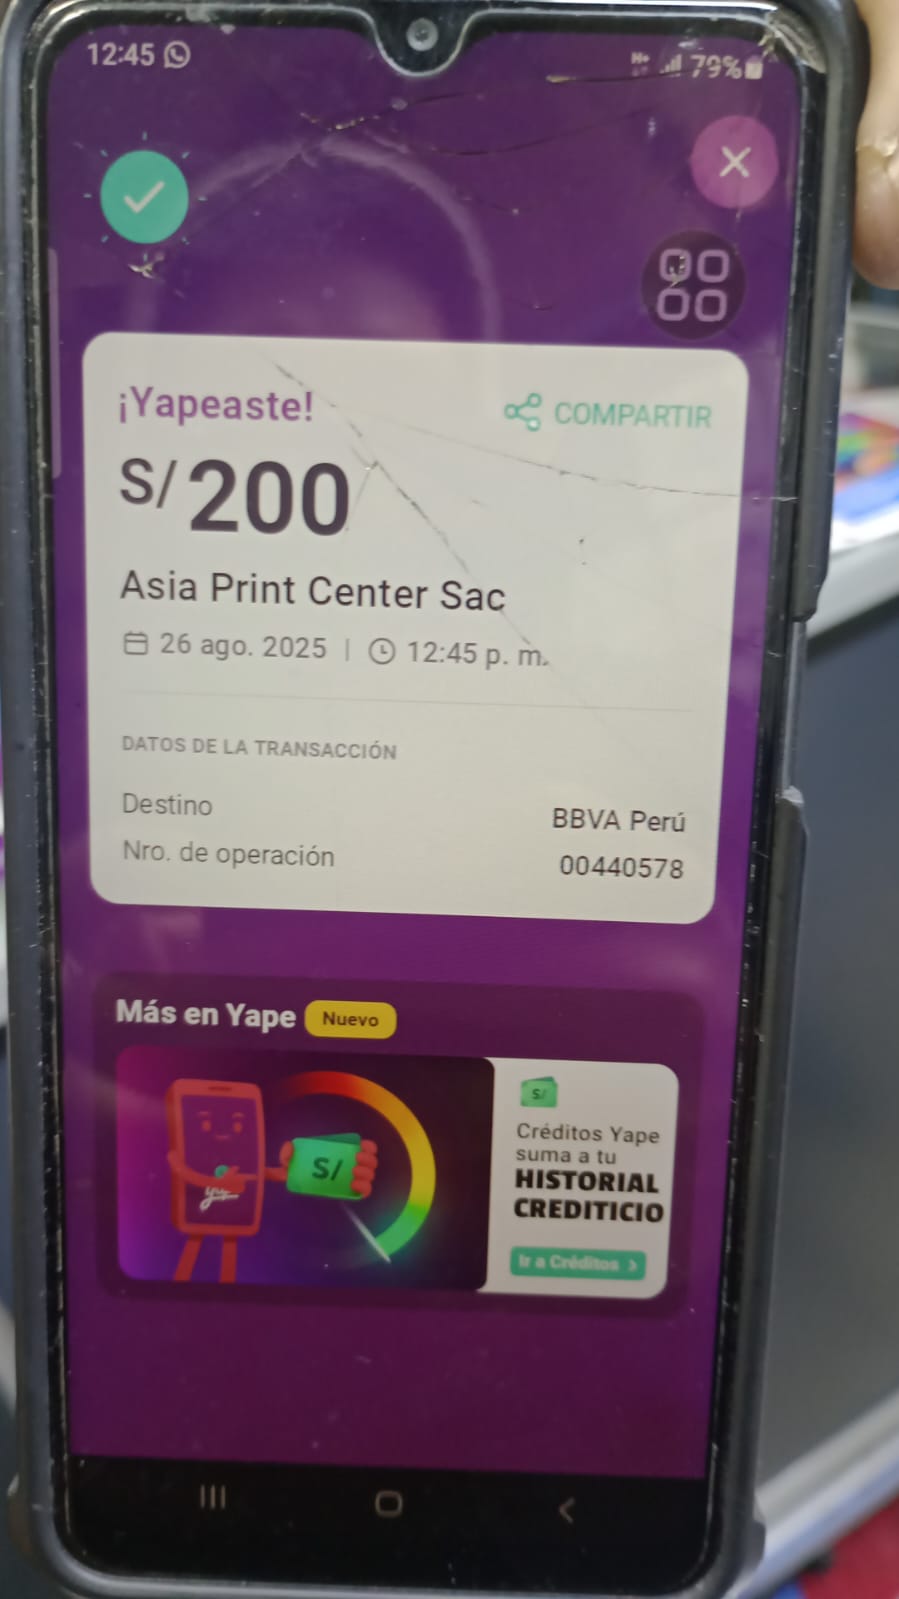 12:45
79%
¡Yapeaste!
COMPARTIR
S/ 200
Asia Print Center Sac
26 ago. 2025 | 12:45 p. m.
DATOS DE LA TRANSACCIÓN
Destino BBVA Perú
Nro. de operación 00440578
Más en Yape Nuevo
S/
S/
Créditos Yape
suma a tu
HISTORIAL
CREDITICIO
Ir a Créditos >